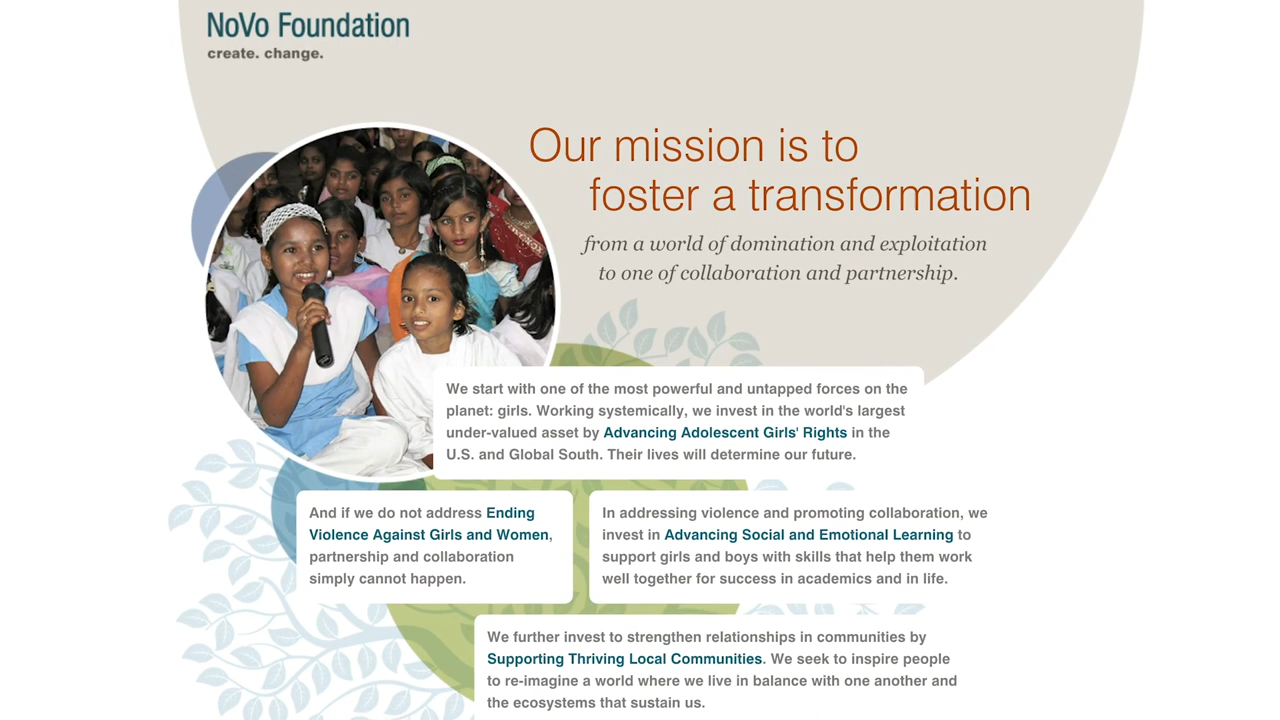 NoVo Foundation
create. change.
Our mission is to
foster a transformation
from a world of domination and exploitation
to one of collaboration and partnership.
We start with one of the most powerful and untapped forces on the
planet: girls. Working systemically, we invest in the world's largest
under-valued asset by Advancing Adolescent Girls' Rights in the
U.S. and Global South. Their lives will determine our future.
And if we do not address Ending
Violence Against Girls and Women,
partnership and collaboration
simply cannot happen.
In addressing violence and promoting collaboration, we
invest in Advancing Social and Emotional Learning to
support girls and boys with skills that help them work
well together for success in academics and in life.
We further invest to strengthen relationships in communities by
Supporting Thriving Local Communities. We seek to inspire people
to re-imagine a world where we live in balance with one another and
the ecosystems that sustain us.